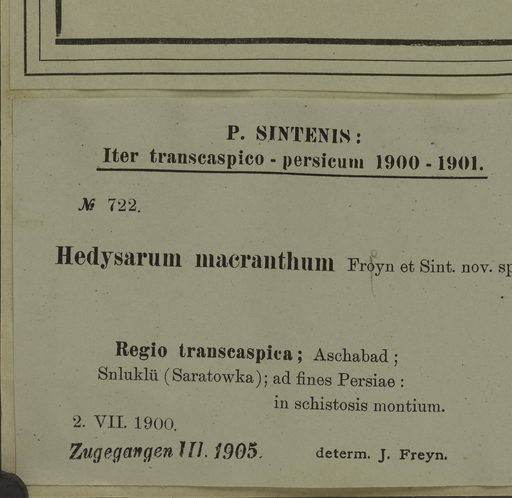 P. SINTENIS:
Iter transcaspico - persicum 1900 - 1901.
№ 722.
Hedysarum macranthum Froyn et Sint. nov. sp
Regio transcaspica; Aschabad;
Snluklü (Saratowka); ad fines Persiae:
in schistosis montium.
2. VII. 1900.
Zugegangen III. 1905.
determ. J. Freyn.